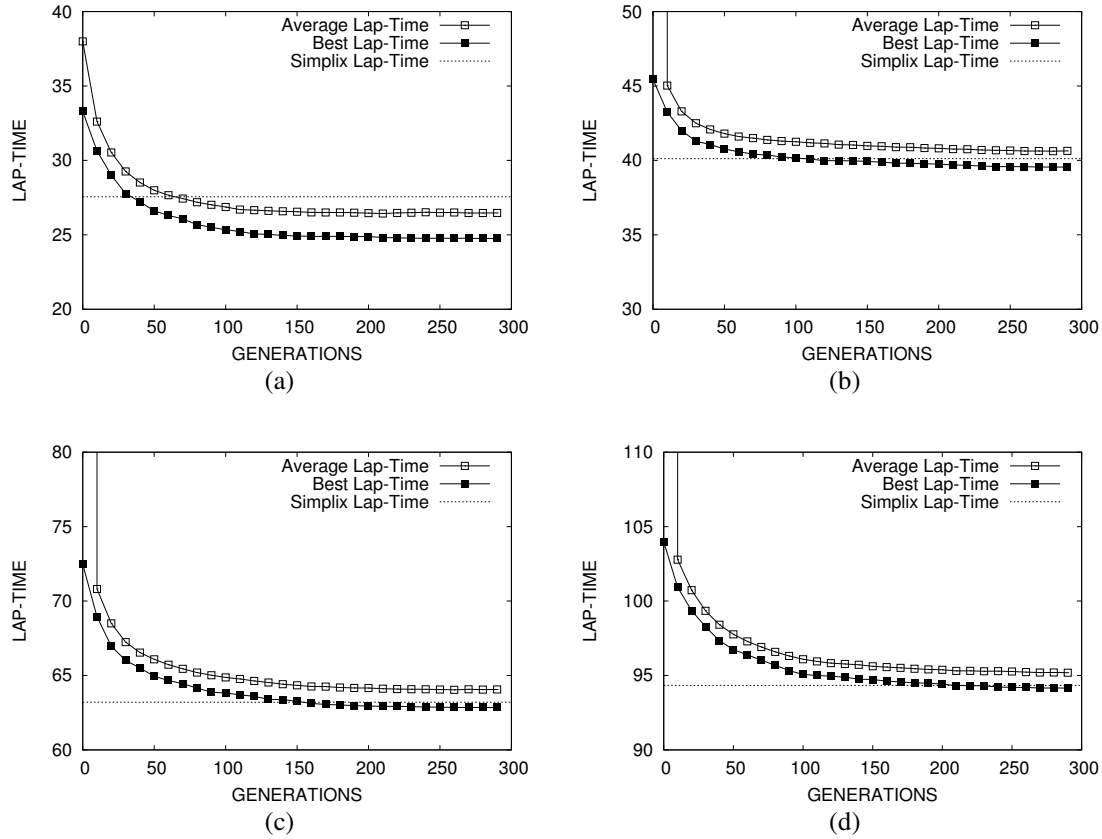 40
35
30
25
20
LAP-TIME
Average Lap-Time
Best Lap-Time
Simplix Lap-Time
0 50 100 150 200 250 300
GENERATIONS
(a)
50
45
40
35
30
LAP-TIME
Average Lap-Time
Best Lap-Time
Simplix Lap-Time
0 50 100 150 200 250 300
GENERATIONS
(b)
80
75
70
65
60
LAP-TIME
Average Lap-Time
Best Lap-Time
Simplix Lap-Time
0 50 100 150 200 250 300
GENERATIONS
(c)
110
105
100
95
90
LAP-TIME
Average Lap-Time
Best Lap-Time
Simplix Lap-Time
0 50 100 150 200 250 300
GENERATIONS
(d)